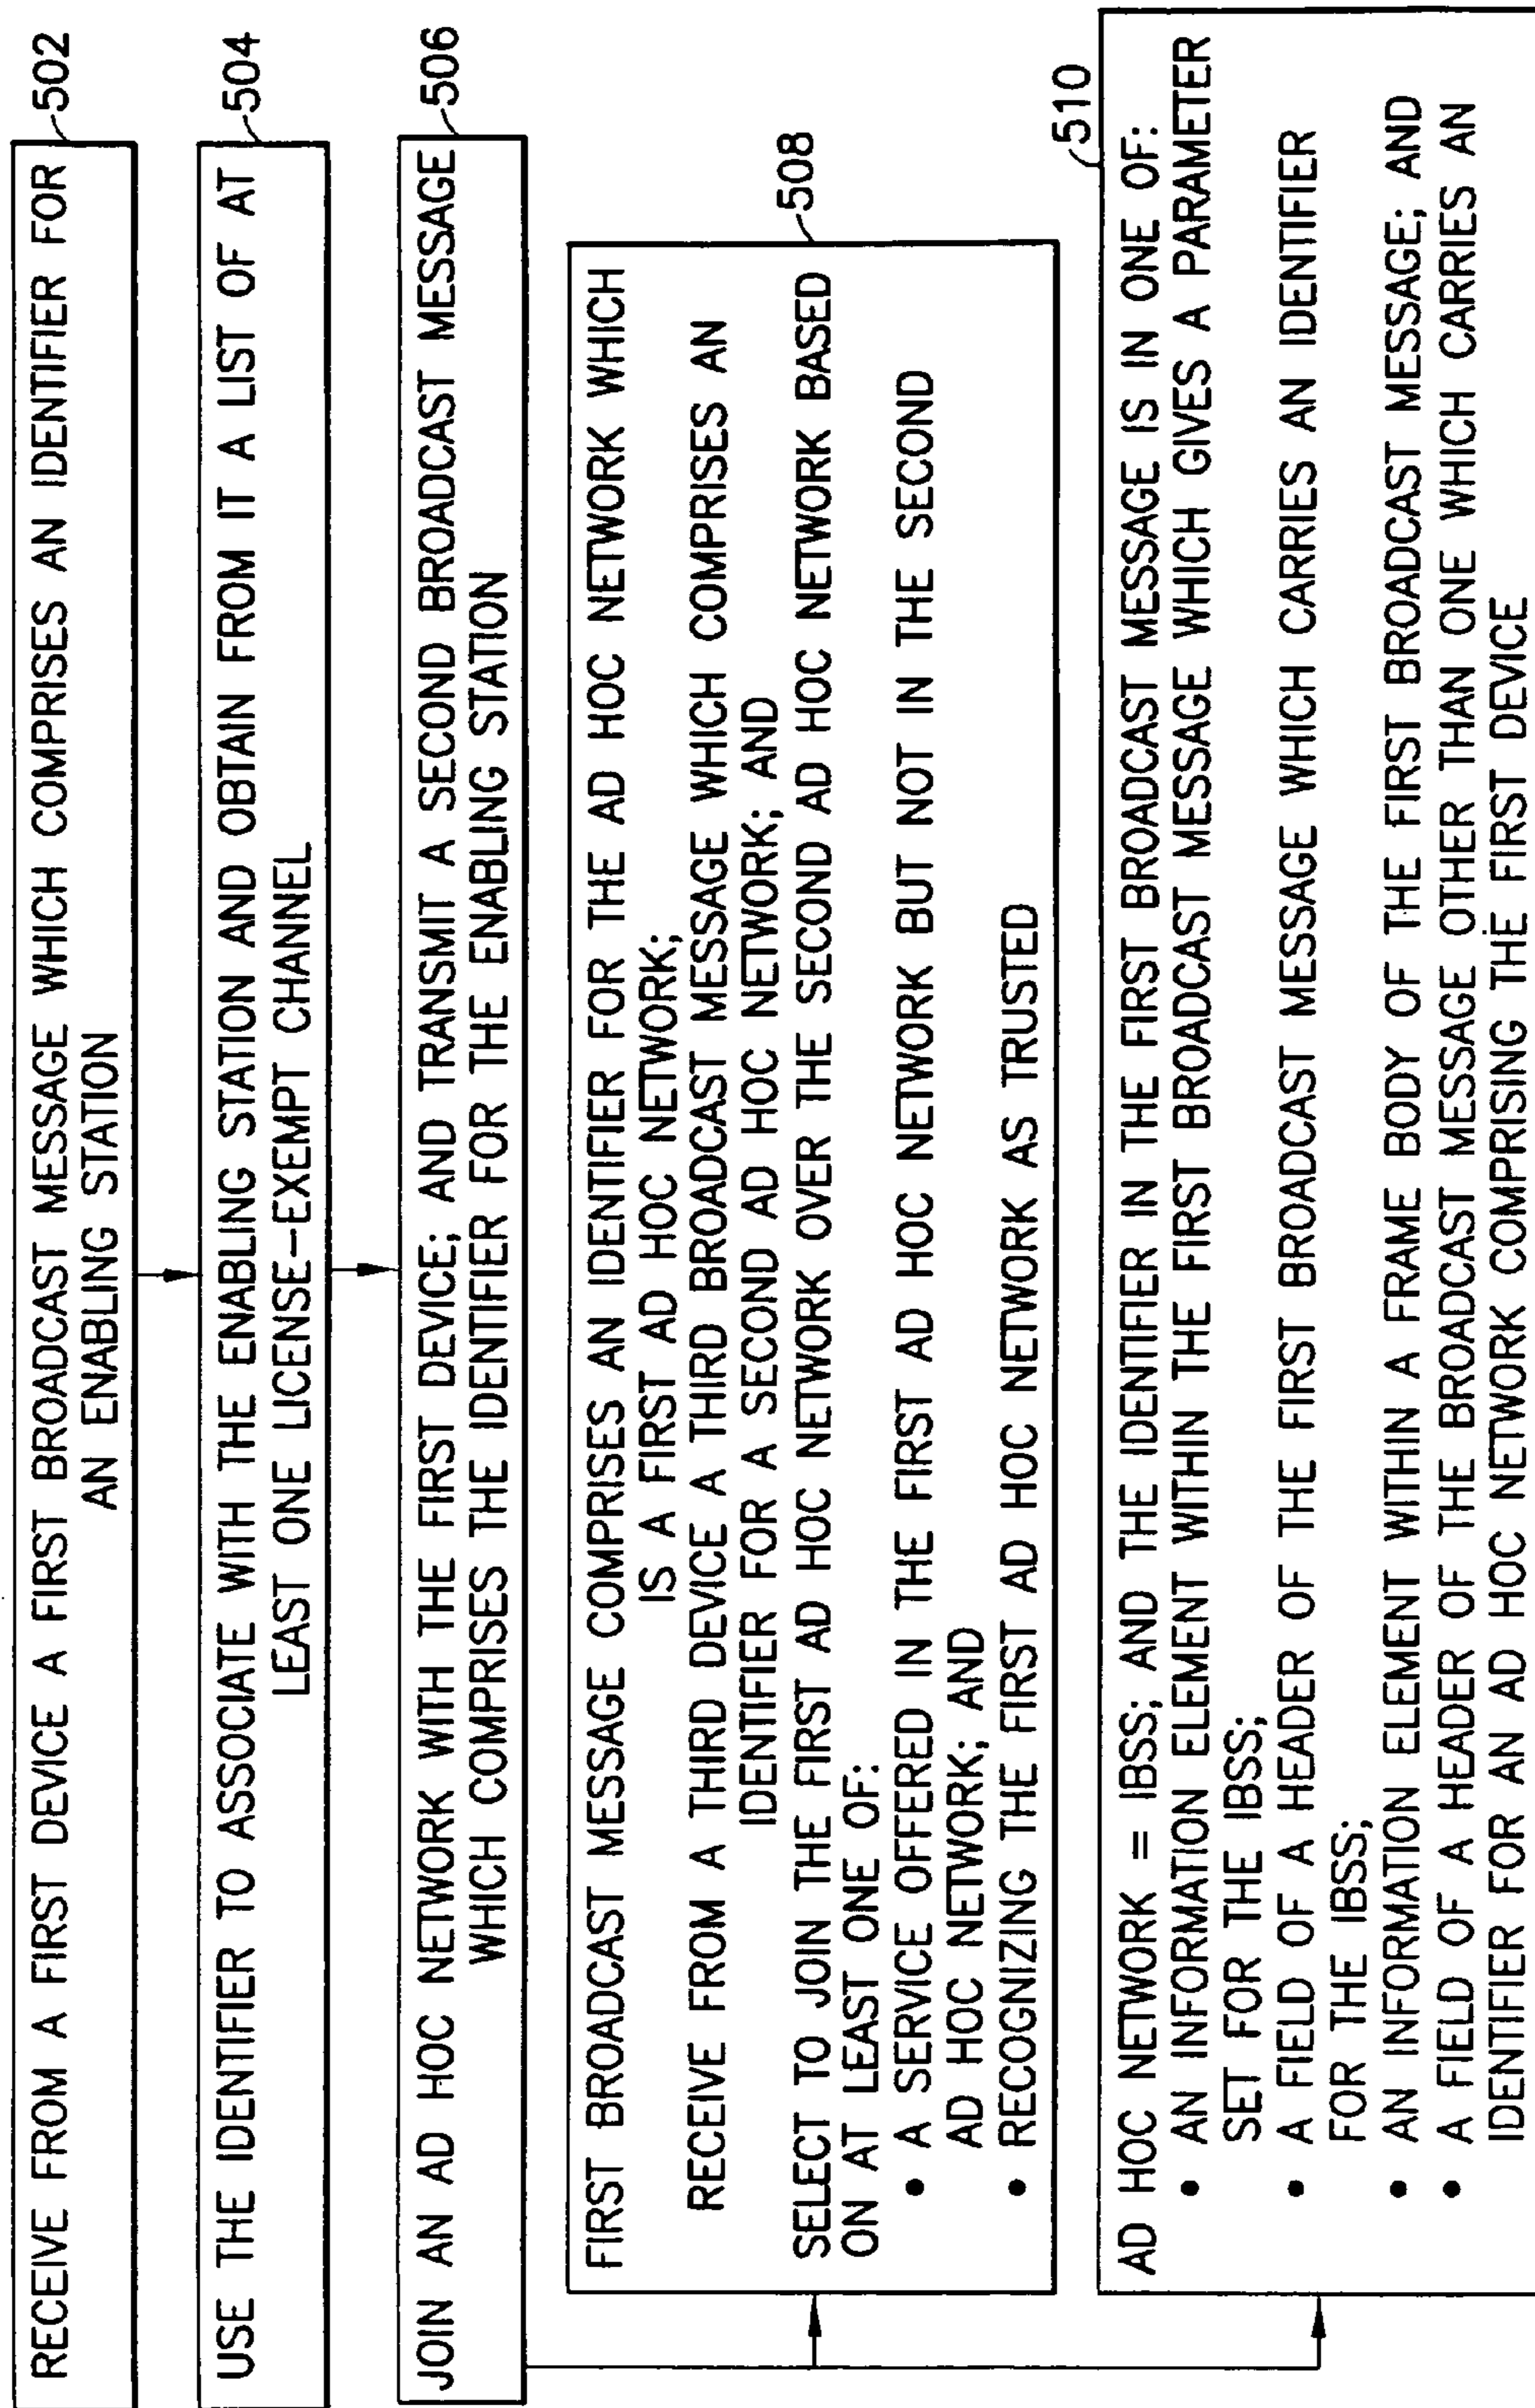 RECEIVE FROM A FIRST DEVICE A FIRST BROADCAST MESSAGE WHICH COMPRISES AN IDENTIFIER FOR
AN ENABLING STATION
502
USE THE IDENTIFIER TO ASSOCIATE WITH THE ENABLING STATION AND OBTAIN FROM IT A LIST OF AT
LEAST ONE LICENSE-EXEMPT CHANNEL
504
JOIN AN AD HOC NETWORK WITH THE FIRST DEVICE; AND TRANSMIT A SECOND BROADCAST MESSAGE
WHICH COMPRISES THE IDENTIFIER FOR THE ENABLING STATION
506
FIRST BROADCAST MESSAGE COMPRISES AN IDENTIFIER FOR THE AD HOC NETWORK WHICH
IS A FIRST AD HOC NETWORK;
RECEIVE FROM A THIRD DEVICE A THIRD BROADCAST MESSAGE WHICH COMPRISES AN
IDENTIFIER FOR A SECOND AD HOC NETWORK; AND
SELECT TO JOIN THE FIRST AD HOC NETWORK OVER THE SECOND AD HOC NETWORK BASED
ON AT LEAST ONE OF:
• A SERVICE OFFERED IN THE FIRST AD HOC NETWORK BUT NOT IN THE SECOND
AD HOC NETWORK; AND
• RECOGNIZING THE FIRST AD HOC NETWORK AS TRUSTED
508
AD HOC NETWORK = IBSS; AND THE IDENTIFIER IN THE FIRST BROADCAST MESSAGE IS IN ONE OF:
• AN INFORMATION ELEMENT WITHIN THE FIRST BROADCAST MESSAGE WHICH GIVES A PARAMETER
SET FOR THE IBSS;
• A FIELD OF A HEADER OF THE FIRST BROADCAST MESSAGE WHICH CARRIES AN IDENTIFIER
FOR THE IBSS;
• AN INFORMATION ELEMENT WITHIN A FRAME BODY OF THE FIRST BROADCAST MESSAGE; AND
• A FIELD OF A HEADER OF THE BROADCAST MESSAGE OTHER THAN ONE WHICH CARRIES AN
IDENTIFIER FOR AN AD HOC NETWORK COMPRISING THE FIRST DEVICE
510